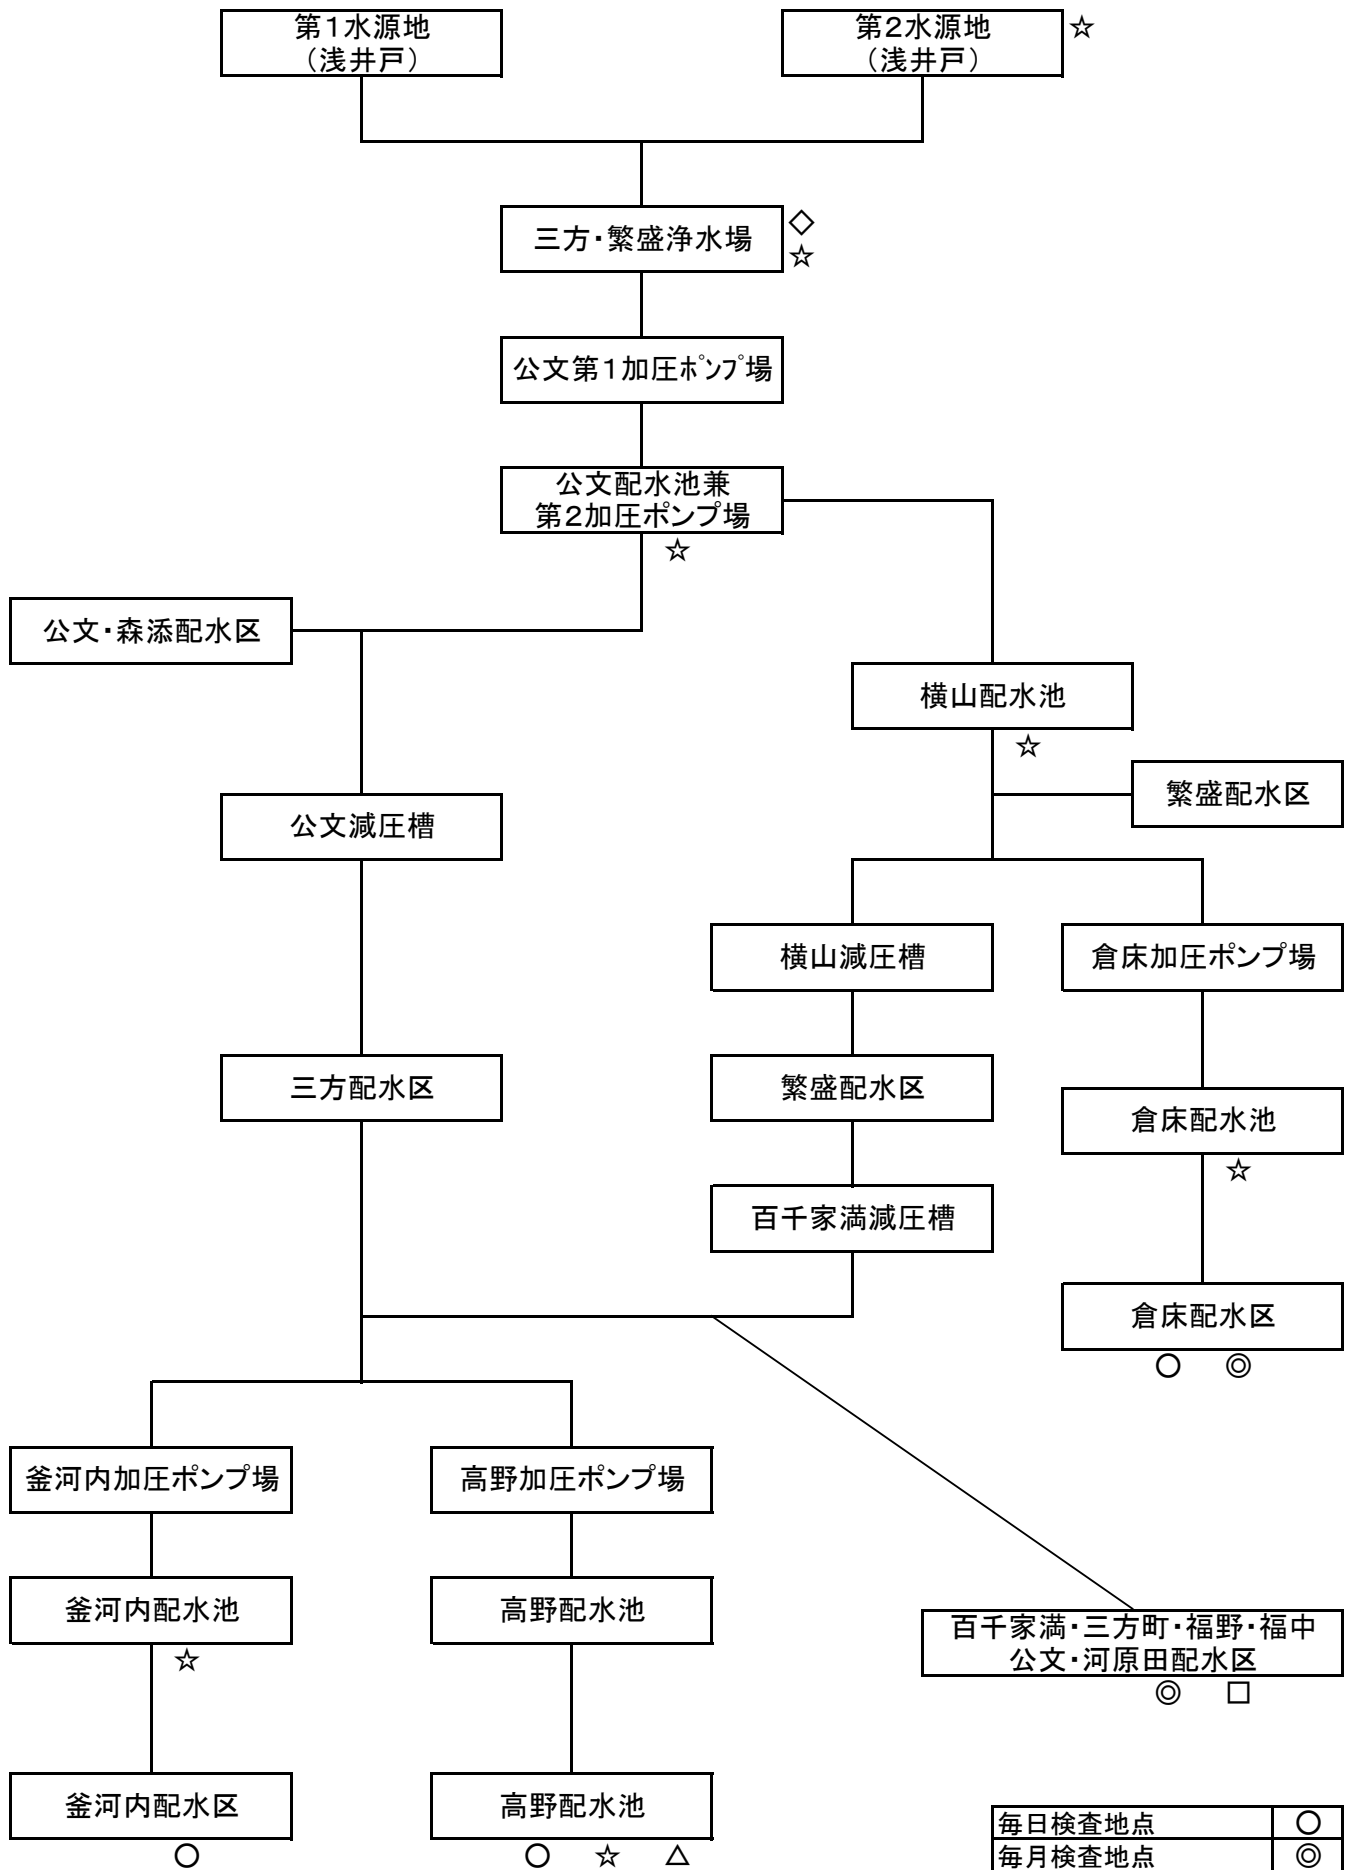 第1水源地
(浅井戸)
第2水源地
(浅井戸)
☆
三方・繁盛浄水場
◇
☆
公文第1加圧ポンプ場
公文配水池兼
第2加圧ポンプ場
☆
公文・森添配水区
横山配水池
☆
繁盛配水区
公文減圧槽
横山減圧槽
倉床加圧ポンプ場
三方配水区
繁盛配水区
倉床配水池
☆
百千家満減圧槽
倉床配水区
○ ◎
釜河内加圧ポンプ場
高野加圧ポンプ場
釜河内配水池
☆
高野配水池
百千家満・三方町・福野・福中
公文・河原田配水区
◎ □
釜河内配水区
○
高野配水池
○ ☆ △
毎日検査地点 ○
毎月検査地点 ◎